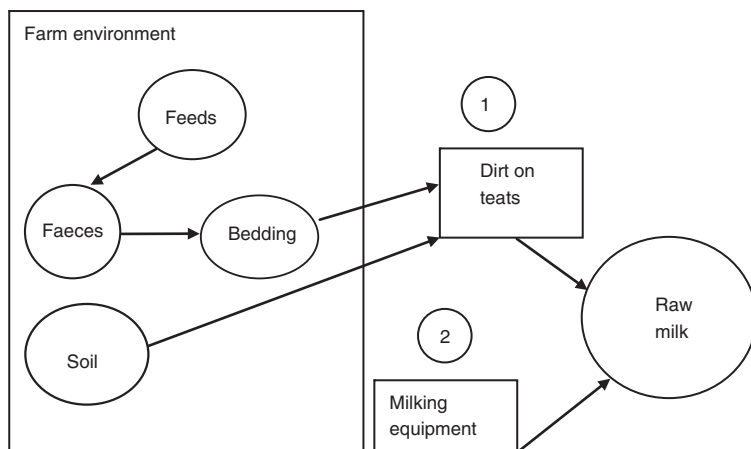 Farm environment
Feeds
Faeces
Bedding
Soil
1
Dirt on
teats
2
Milking
equipment
Raw
milk